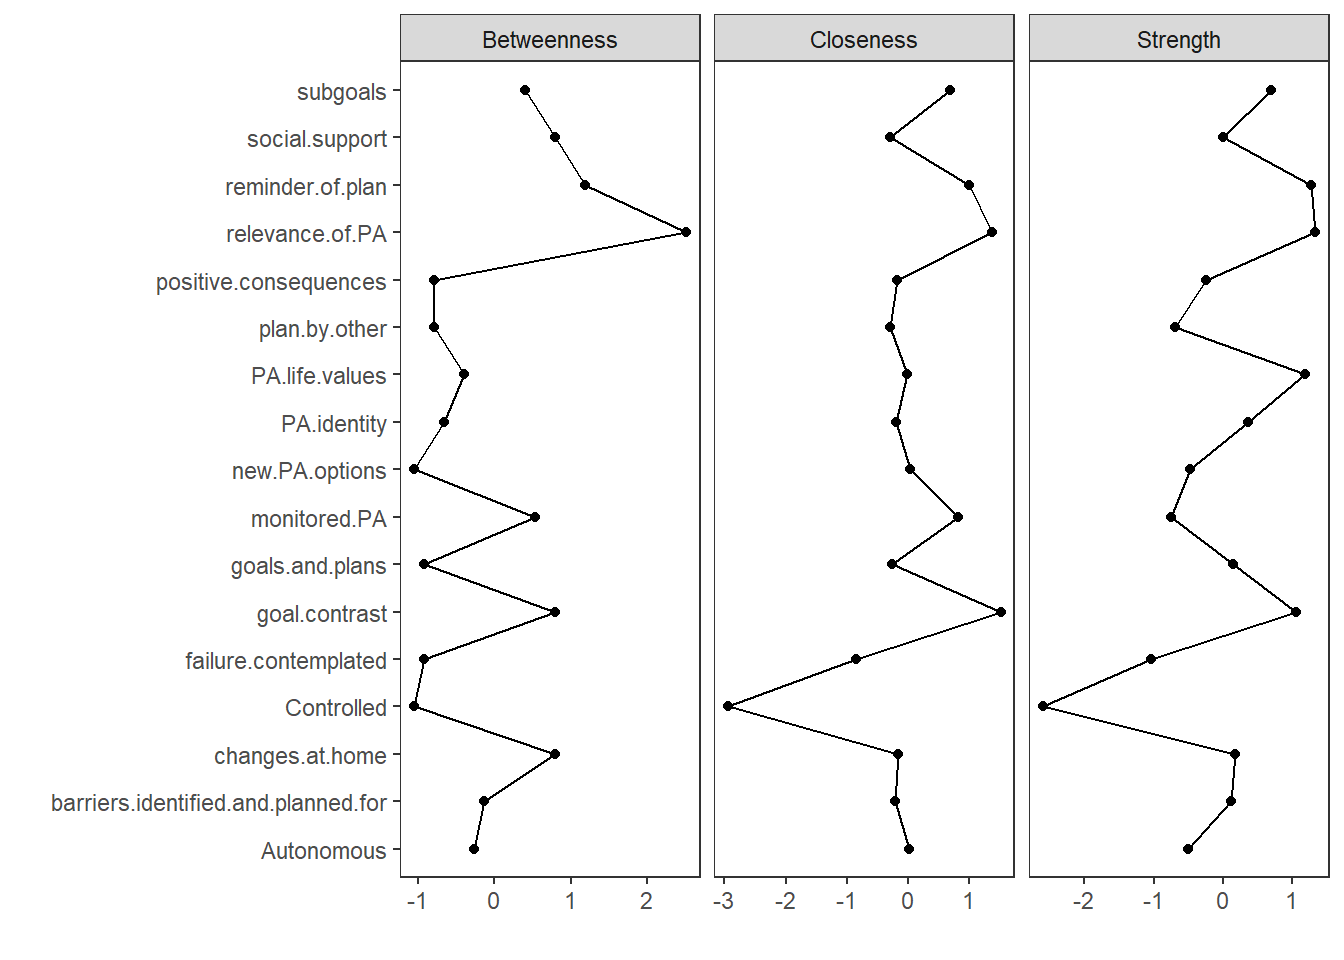 Betweenness Closeness Strength
subgoals
social.support
reminder.of.plan
relevance.of.PA
positive.consequences
plan.by.other
PA.life.values
PA.identity
new.PA.options
monitored.PA
goals.and.plans
goal.contrast
failure.contemplated
Controlled
changes.at.home
barriers.identified.and.planned.for
Autonomous
-1 0 1 2 -3 -2 -1 0 1 -2 -1 0 1